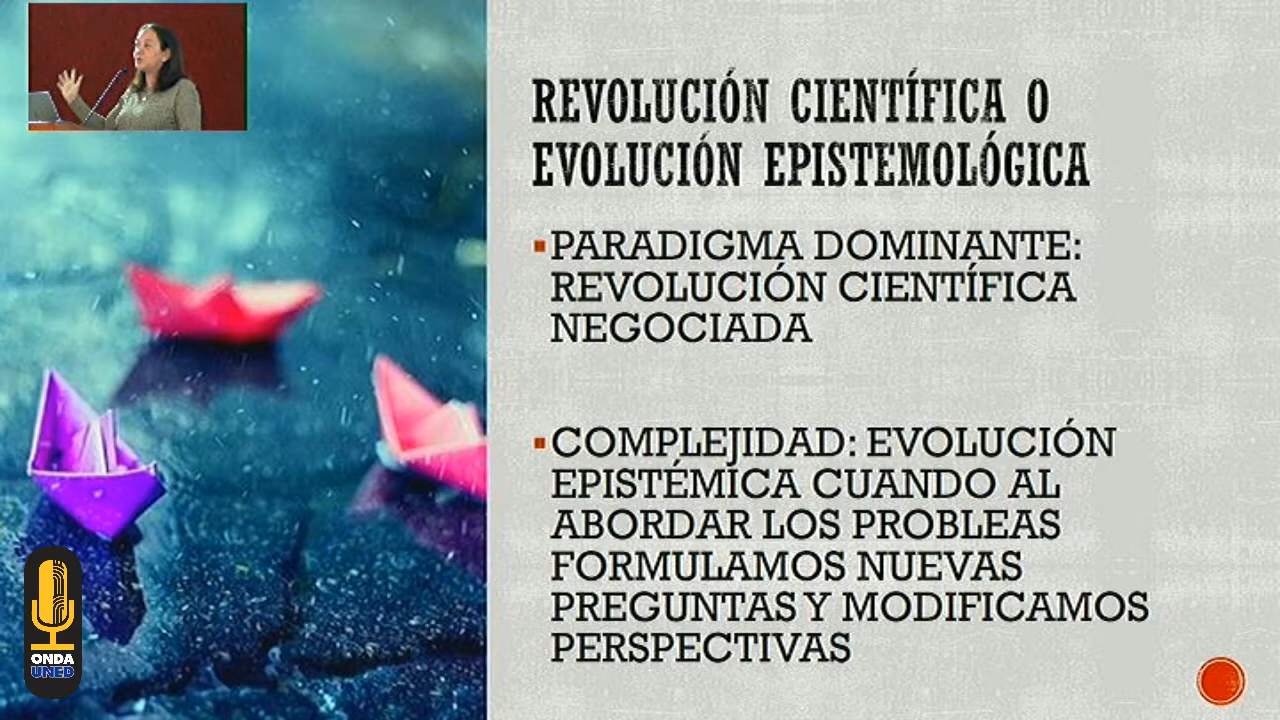 REVOLUCIÓN CIENTÍFICA O
EVOLUCIÓN EPISTEMOLÓGICA
PARADIGMA DOMINANTE:
REVOLUCIÓN CIENTÍFICA
NEGOCIADA
COMPLEJIDAD: EVOLUCIÓN
EPISTÉMICA CUANDO AL
ABORDAR LOS PROBLEAS
FORMULAMOS NUEVAS
PREGUNTAS Y MODIFICAMOS
PERSPECTIVAS
ONDA
UNED